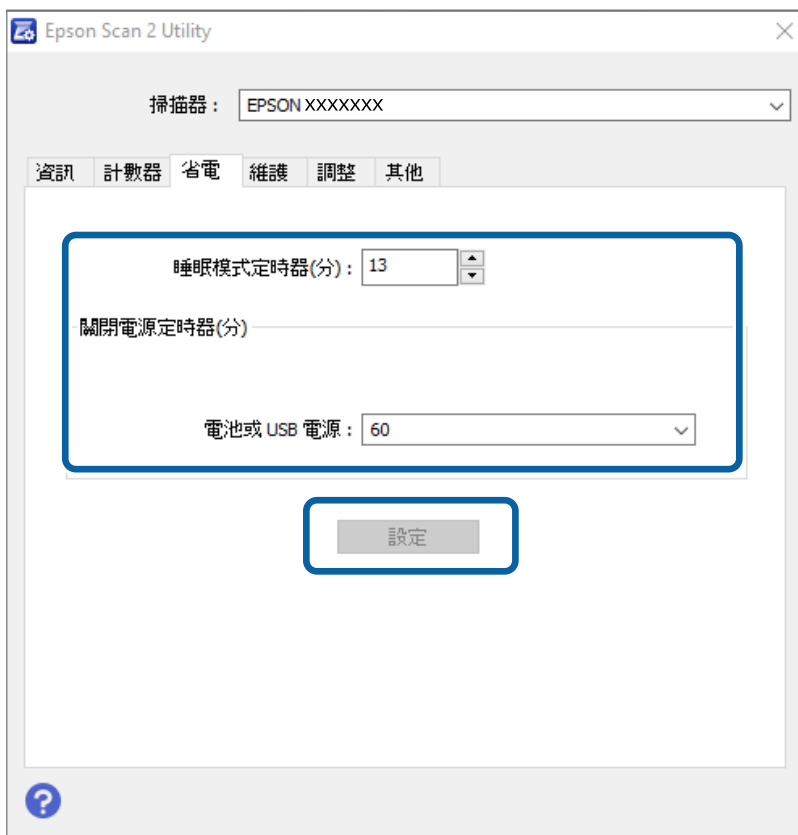 Epson Scan 2 Utility
掃描器： EPSON XXXXXXX
資訊 計數器 省電 維護 調整 其他
睡眠模式定時器(分)： 13
關閉電源定時器(分)
電池或 USB 電源： 60
設定
?